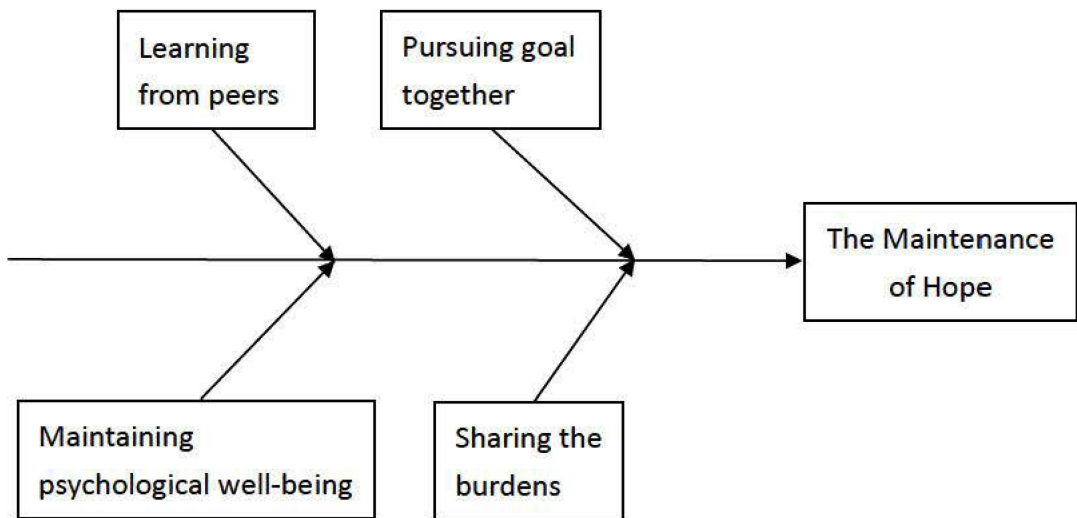 Learning
from peers
Pursuing goal
together
The Maintenance
of Hope
Maintaining
psychological well-being
Sharing the
burdens